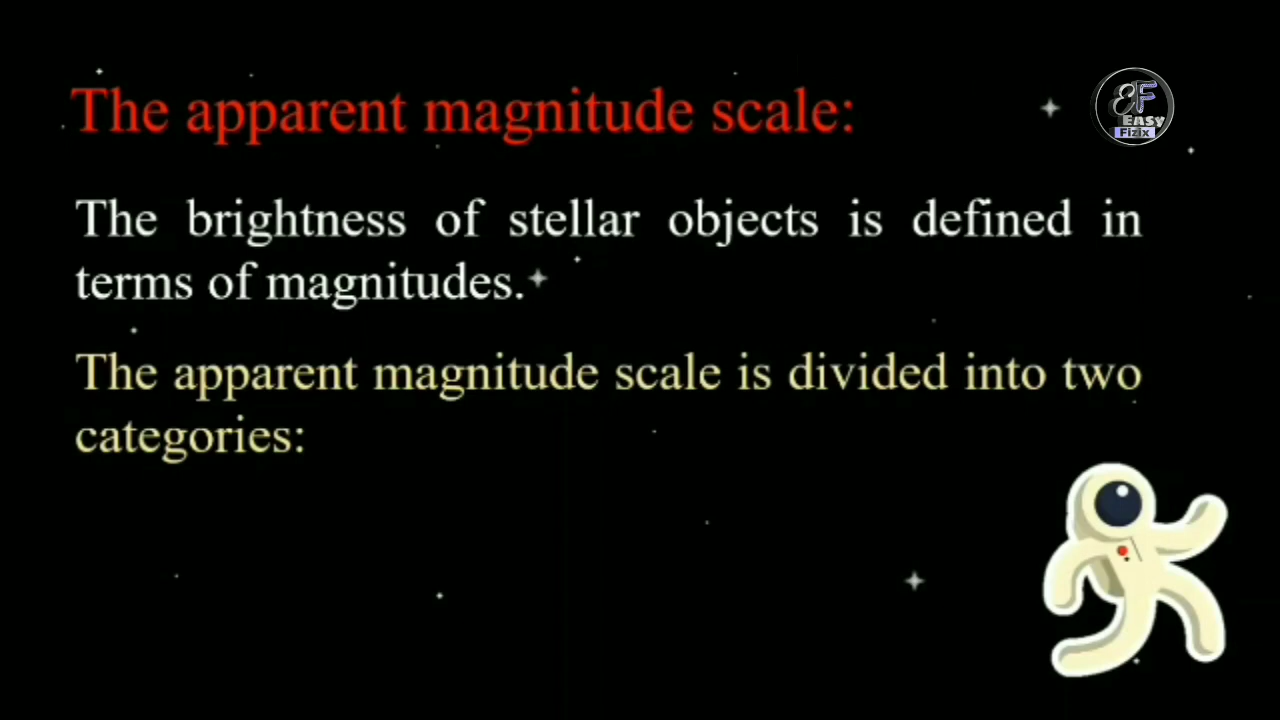 The apparent magnitude scale:
EF
EASY
Fizix
The brightness of stellar objects is defined in
terms of magnitudes.
The apparent magnitude scale is divided into two
categories: